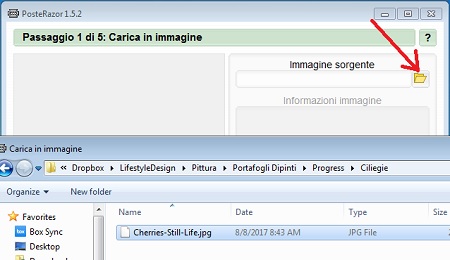 PosteRazor 1.5.2
Passaggio 1 di 5: Carica in immagine
?
Immagine sorgente
Informazioni immagine
Carica in immagine
Dropbox LifestyleDesign Pittura Portafogli Dipinti Progress Ciliegie
Organize New folder
Favorites
Name
Date modified
Type
Box Sync
Cherries-Still-Life.jpg 8/8/2017 8:43 AM JPG File
Desktop